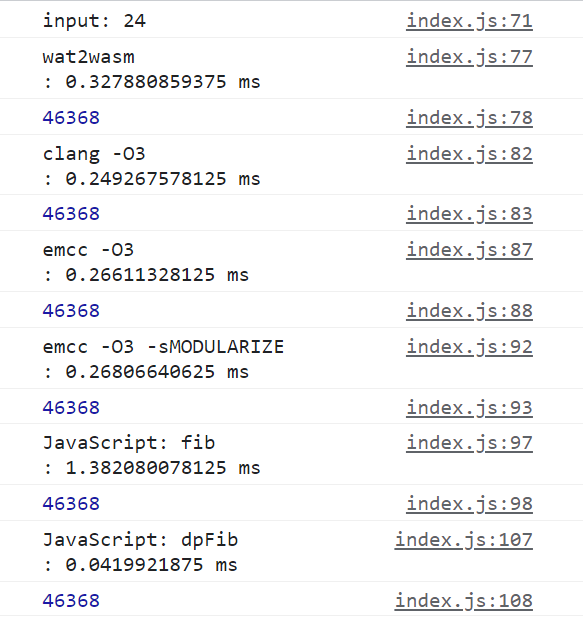 input: 24 index.js:71
wat2wasm index.js:77
: 0.327880859375 ms
46368 index.js:78
clang -O3 index.js:82
: 0.249267578125 ms
46368 index.js:83
emcc -O3 index.js:87
: 0.26611328125 ms
46368 index.js:88
emcc -O3 -sMODULARIZE index.js:92
: 0.26806640625 ms
46368 index.js:93
JavaScript: fib index.js:97
: 1.382080078125 ms
46368 index.js:98
JavaScript: dpFib index.js:107
: 0.0419921875 ms
46368 index.js:108